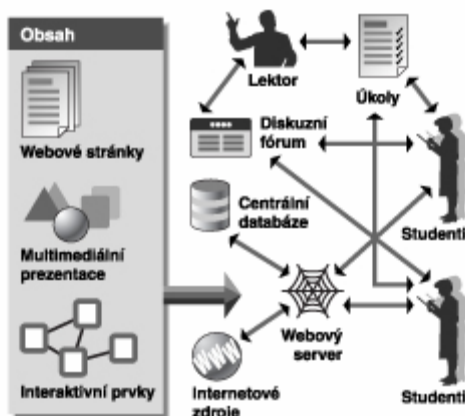 Obsah
Webové stránky
Multimediální
prezentace
Interaktivní prvky
Lektor
Úkoly
Diskuzní
fórum
Centrální
databáze
Studenti
Webový
server
WWW
Internetové
zdroje
Studenti